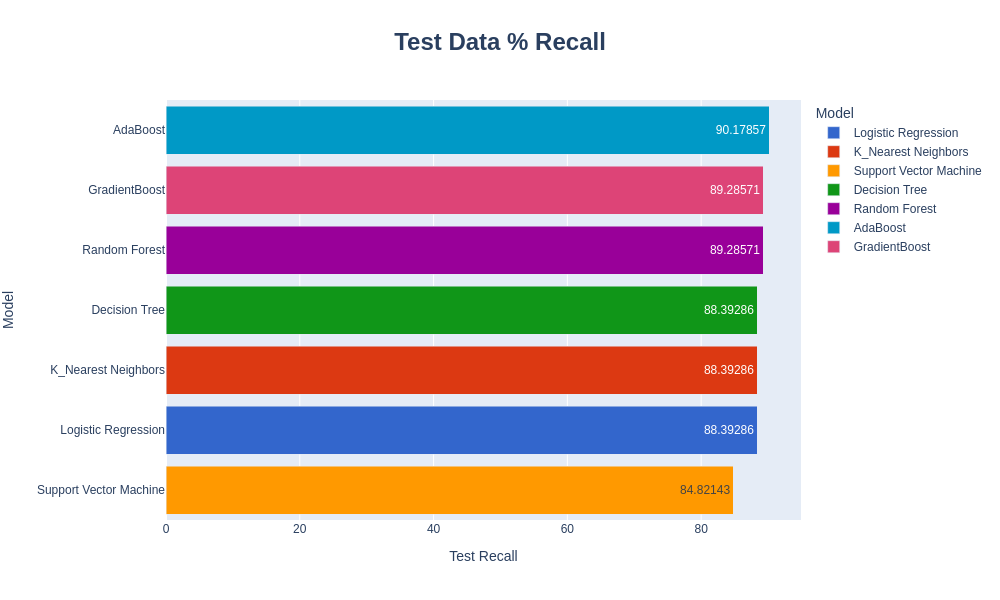 Test Data % Recall
AdaBoost 90.17857
GradientBoost 89.28571
Random Forest 89.28571
Decision Tree 88.39286
K_Nearest Neighbors 88.39286
Logistic Regression 88.39286
Support Vector Machine 84.82143
Model
0 20 40 60 80
Test Recall
Model
Logistic Regression
K_Nearest Neighbors
Support Vector Machine
Decision Tree
Random Forest
AdaBoost
GradientBoost